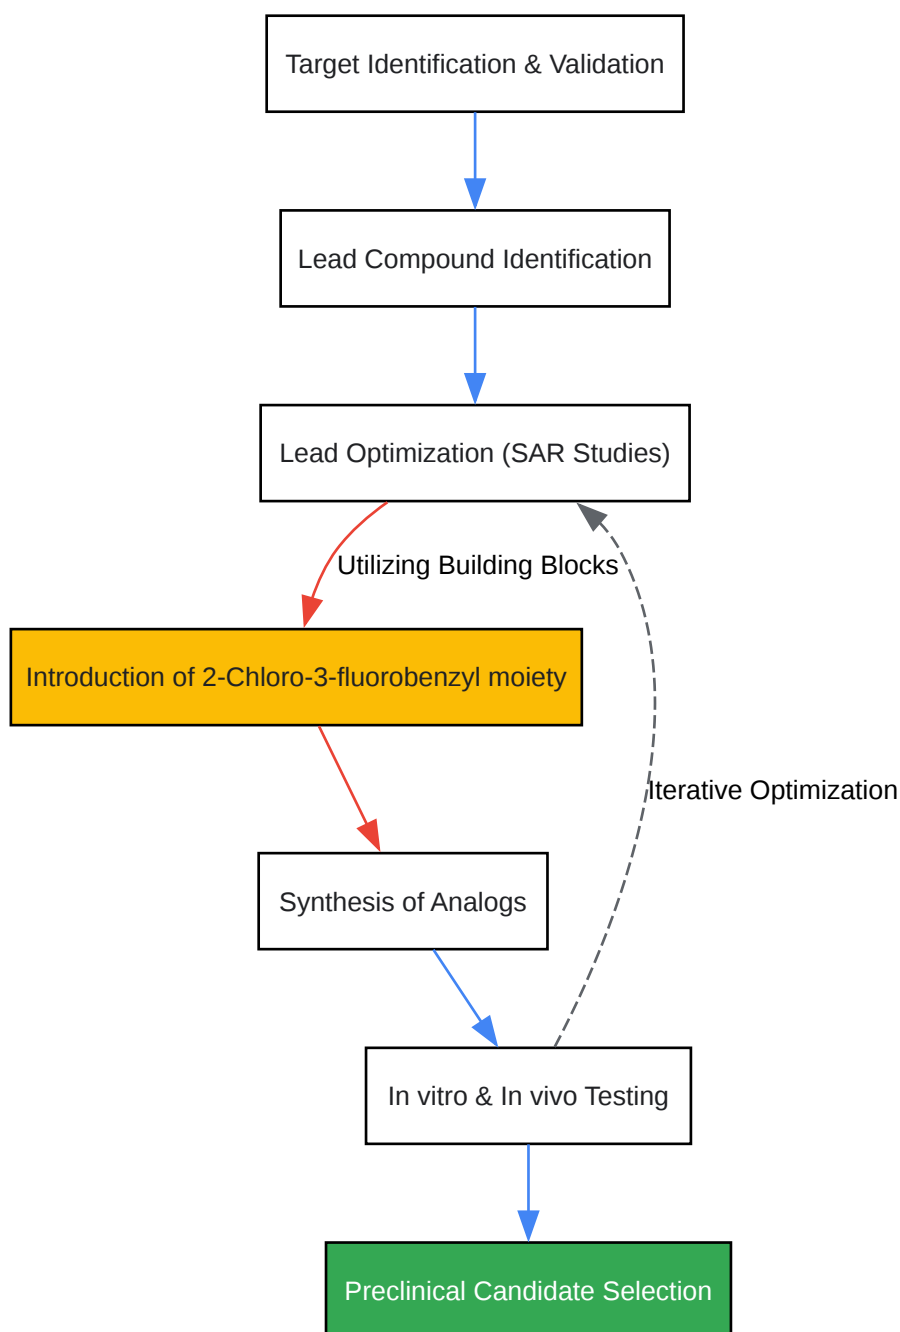 Target Identification & Validation
Lead Compound Identification
Lead Optimization (SAR Studies)
Utilizing Building Blocks
Introduction of 2-Chloro-3-fluorobenzyl moiety
Iterative Optimization
Synthesis of Analogs
In vitro & In vivo Testing
Preclinical Candidate Selection